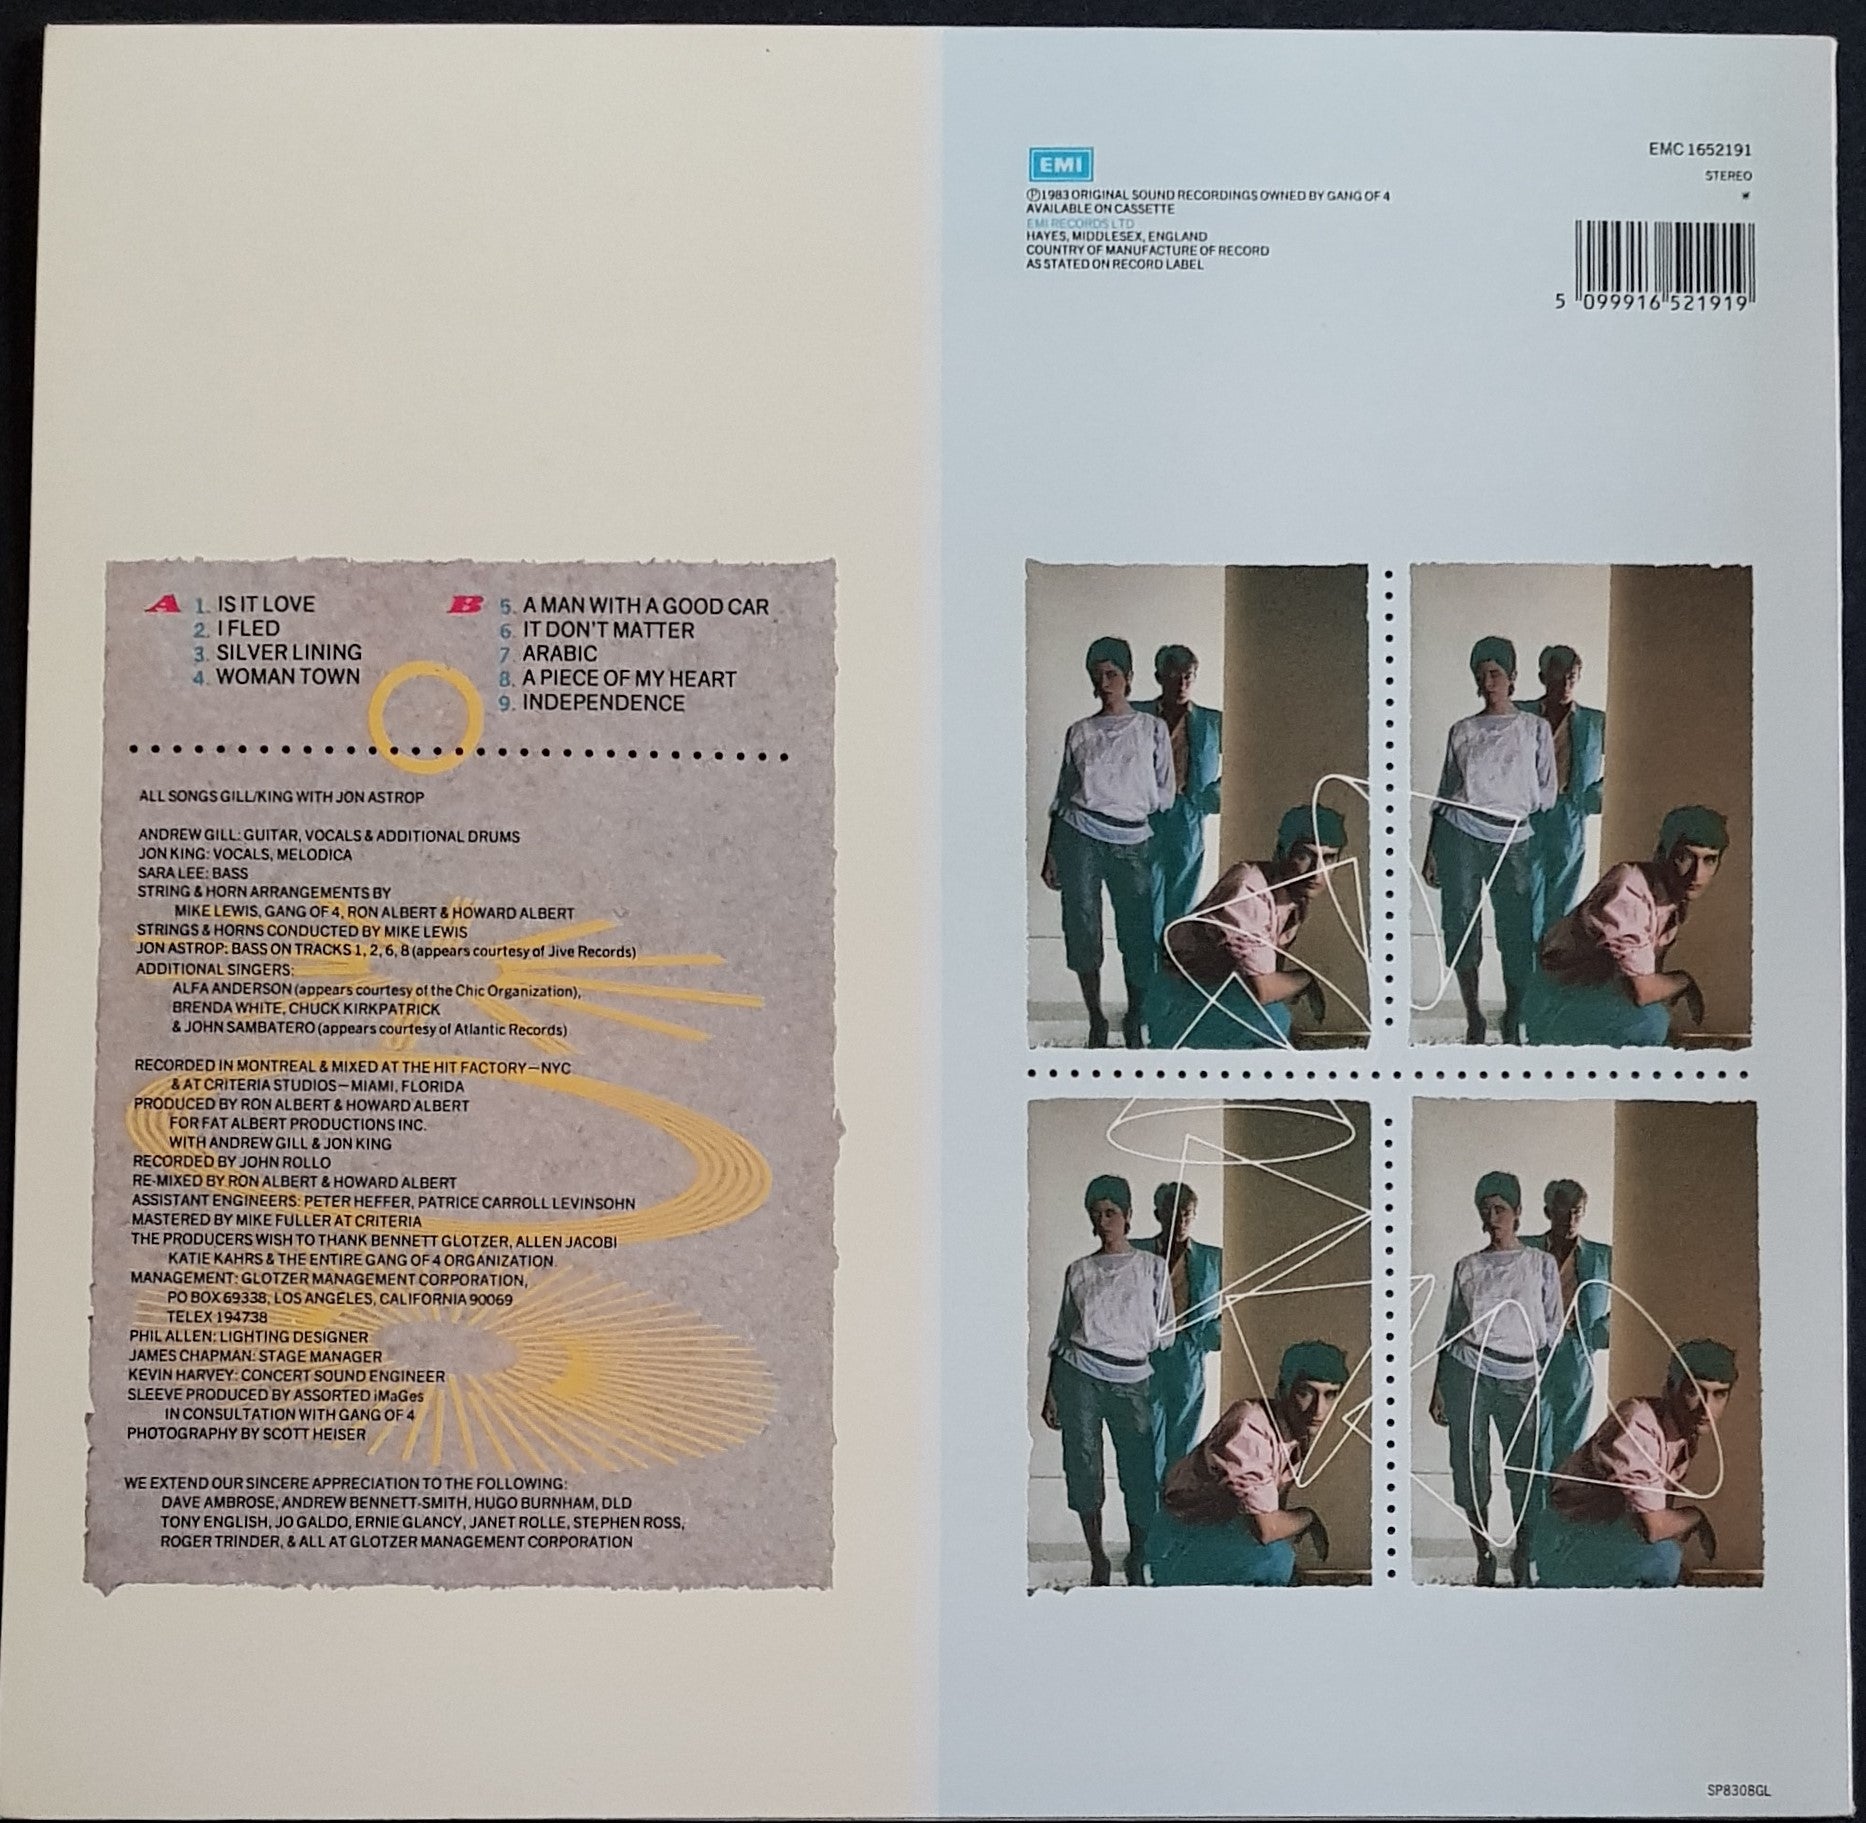 EMI
℗1983 ORIGINAL SOUND RECORDINGS OWNED BY GANG OF 4
AVAILABLE ON CASSETTE
EMI RECORDS LTD
HAYES, MIDDLESEX, ENGLAND
COUNTRY OF MANUFACTURE OF RECORD
AS STATED ON RECORD LABEL
EMC 1652191
STEREO
5 099916 521919
A 1. IS IT LOVE
2. I FLED
3. SILVER LINING
4. WOMAN TOWN
B 5. A MAN WITH A GOOD CAR
6. IT DON'T MATTER
7. ARABIC
8. A PIECE OF MY HEART
9. INDEPENDENCE
ALL SONGS GILL/KING WITH JON ASTROP
ANDREW GILL: GUITAR, VOCALS & ADDITIONAL DRUMS
JON KING: VOCALS, MELODICA
SARA LEE: BASS
STRING & HORN ARRANGEMENTS BY
MIKE LEWIS, GANG OF 4, RON ALBERT & HOWARD ALBERT
STRINGS & HORNS CONDUCTED BY MIKE LEWIS
JON ASTROP: BASS ON TRACKS 1, 2, 6, 8 (appears courtesy of Jive Records)
ADDITIONAL SINGERS:
ALFA ANDERSON (appears courtesy of the Chic Organization),
BRENDA WHITE, CHUCK KIRKPATRICK
& JOHN SAMBATERO (appears courtesy of Atlantic Records)
RECORDED IN MONTREAL & MIXED AT THE HIT FACTORY—NYC
& AT CRITERIA STUDIOS—MIAMI, FLORIDA
PRODUCED BY RON ALBERT & HOWARD ALBERT
FOR FAT ALBERT PRODUCTIONS INC.
WITH ANDREW GILL & JON KING
RECORDED BY JOHN ROLLO
RE-MIXED BY RON ALBERT & HOWARD ALBERT
ASSISTANT ENGINEERS: PETER HEFFER, PATRICE CARROLL LEVINSOHN
MASTERED BY MIKE FULLER AT CRITERIA
THE PRODUCERS WISH TO THANK BENNETT GLOTZER, ALLEN JACOBI
KATIE KAHRS & THE ENTIRE GANG OF 4 ORGANIZATION.
MANAGEMENT: GLOTZER MANAGEMENT CORPORATION,
PO BOX 69338, LOS ANGELES, CALIFORNIA 90069
TELEX 194738
PHIL ALLEN: LIGHTING DESIGNER
JAMES CHAPMAN: STAGE MANAGER
KEVIN HARVEY: CONCERT SOUND ENGINEER
SLEEVE PRODUCED BY ASSORTED iMaGes
IN CONSULTATION WITH GANG OF 4
PHOTOGRAPHY BY SCOTT HEISER
WE EXTEND OUR SINCERE APPRECIATION TO THE FOLLOWING:
DAVE AMBROSE, ANDREW BENNETT-SMITH, HUGO BURNHAM, DLD
TONY ENGLISH, JO GALDO, ERNIE GLANCY, JANET ROLLE, STEPHEN ROSS,
ROGER TRINDER, & ALL AT GLOTZER MANAGEMENT CORPORATION
SP8308GL